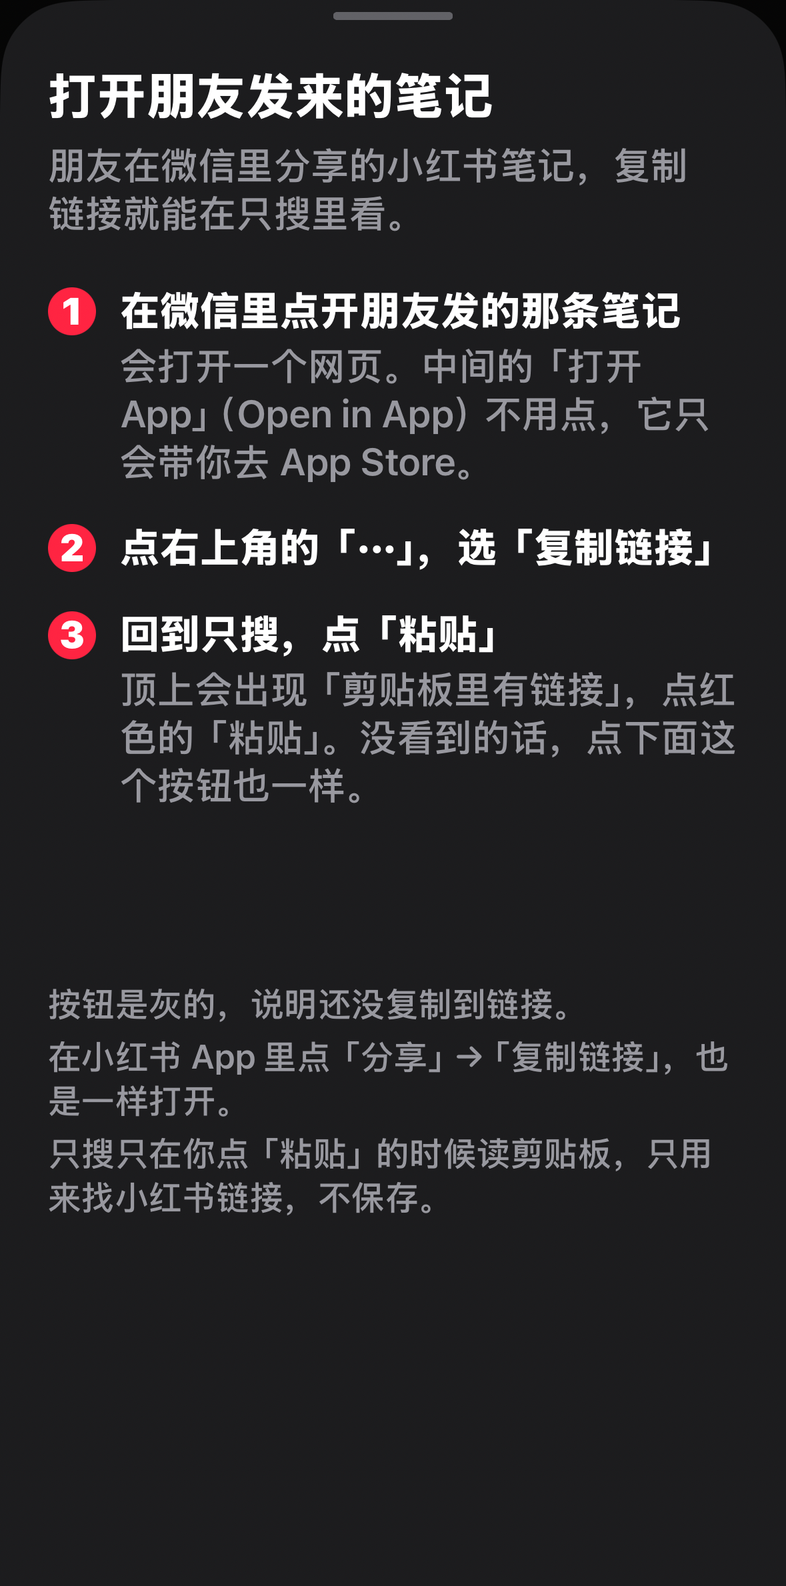 打开朋友发来的笔记
朋友在微信里分享的小红书笔记，复制
链接就能在只搜里看。
1 在微信里点开朋友发的那条笔记
会打开一个网页。中间的「打开
App」（Open in App）不用点，它只
会带你去 App Store。
2 点右上角的「···」，选「复制链接」
3 回到只搜，点「粘贴」
顶上会出现「剪贴板里有链接」，点红
色的「粘贴」。没看到的话，点下面这
个按钮也一样。
按钮是灰的，说明还没复制到链接。
在小红书 App 里点「分享」→「复制链接」，也
是一样打开。
只搜只在你点「粘贴」的时候读剪贴板，只用
来找小红书链接，不保存。